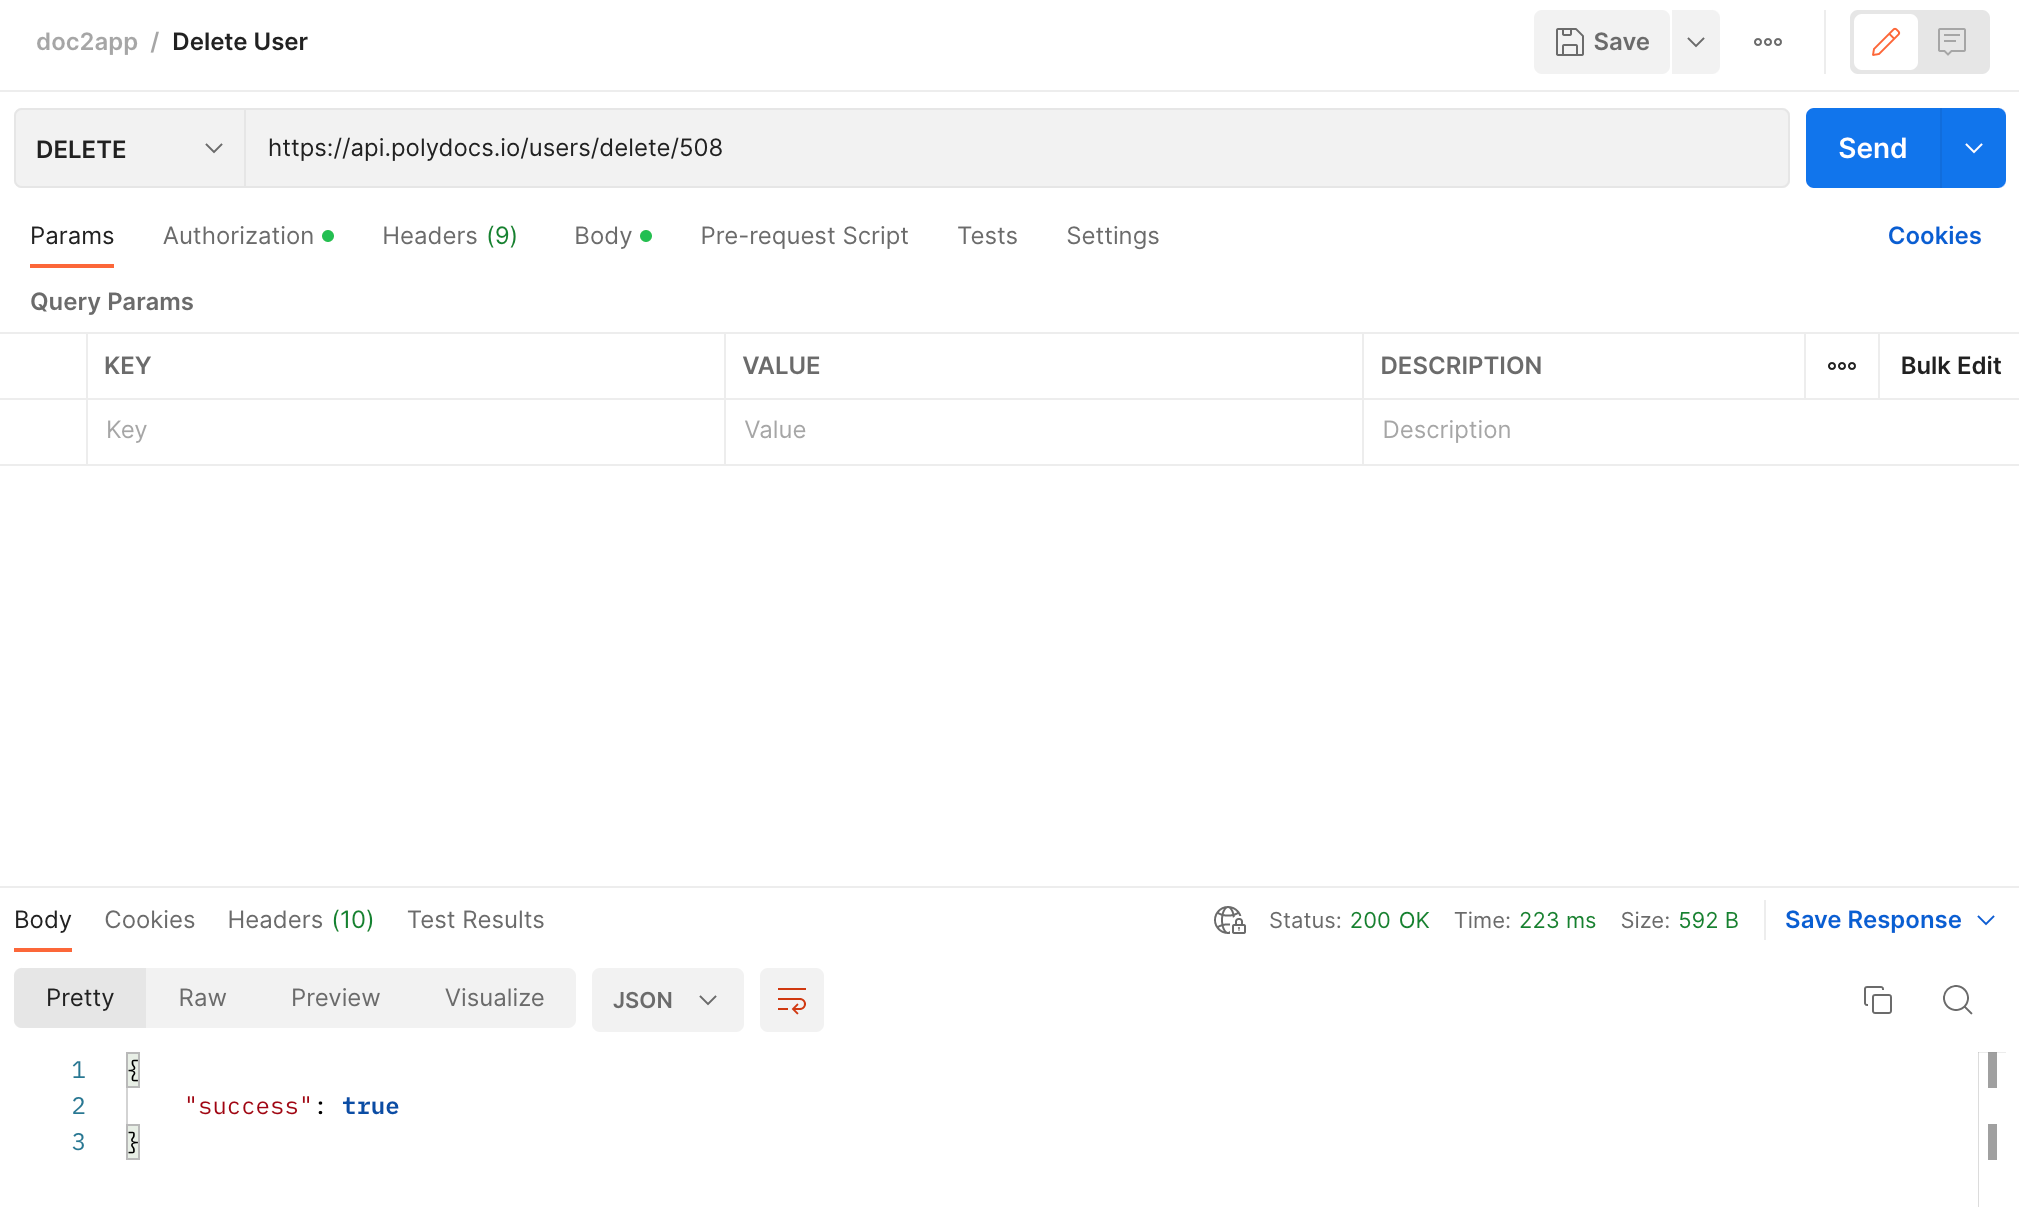 doc2app / Delete User
Save
DELETE
https://api.polydocs.io/users/delete/508
Send
Params Authorization Headers (9) Body Pre-request Script Tests Settings Cookies
Query Params
KEY VALUE DESCRIPTION Bulk Edit
Key Value Description
Body Cookies Headers (10) Test Results Status: 200 OK Time: 223 ms Size: 592 B Save Response
Pretty Raw Preview Visualize JSON
1 {
2 "success": true
3 }